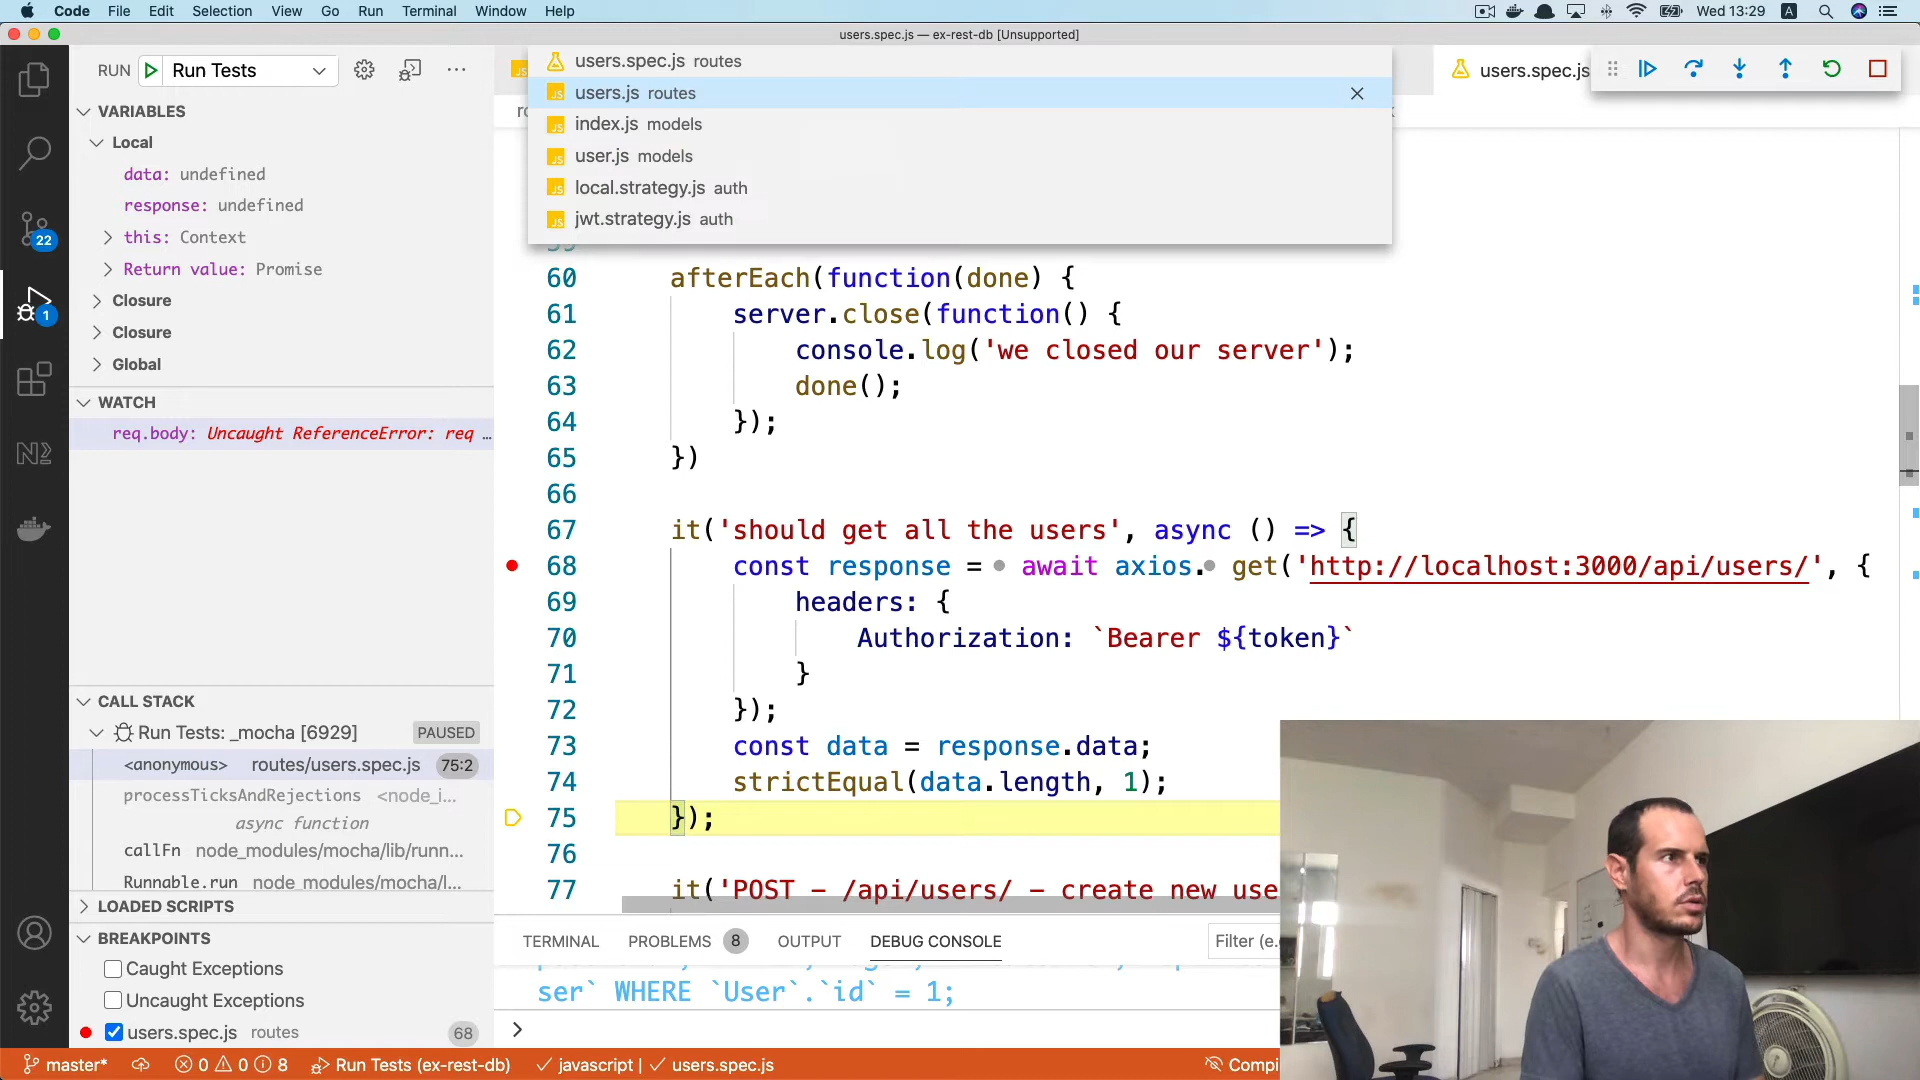 Code File Edit Selection View Go Run Terminal Window Help
Wed 13:29 A
users.spec.js — ex-rest-db [Unsupported]
RUN Run Tests
users.spec.js routes
users.js routes
index.js models
user.js models
local.strategy.js auth
jwt.strategy.js auth
users.spec.js
VARIABLES
Local
data: undefined
response: undefined
this: Context
Return value: Promise
Closure
Closure
Global
WATCH
req.body: Uncaught ReferenceError: req …
CALL STACK
Run Tests: _mocha [6929] PAUSED
<anonymous> routes/users.spec.js 75:2
processTicksAndRejections <node_i...
async function
callFn node_modules/mocha/lib/runn...
Runnable.run node_modules/mocha/l...
LOADED SCRIPTS
BREAKPOINTS
Caught Exceptions
Uncaught Exceptions
users.spec.js routes 68
22
1
60 afterEach(function(done) {
61 server.close(function() {
62 console.log('we closed our server');
63 done();
64 });
65 })
66
67 it('should get all the users', async () => {
68 const response = await axios.get('http://localhost:3000/api/users/', {
69 headers: {
70 Authorization: `Bearer ${token}`
71 }
72 });
73 const data = response.data;
74 strictEqual(data.length, 1);
75 });
76
77 it('POST - /api/users/ - create new use
TERMINAL PROBLEMS 8 OUTPUT DEBUG CONSOLE Filter (e.
ser` WHERE `User`.`id` = 1;
>
master* 0 0 8 Run Tests (ex-rest-db) javascript | users.spec.js Compi